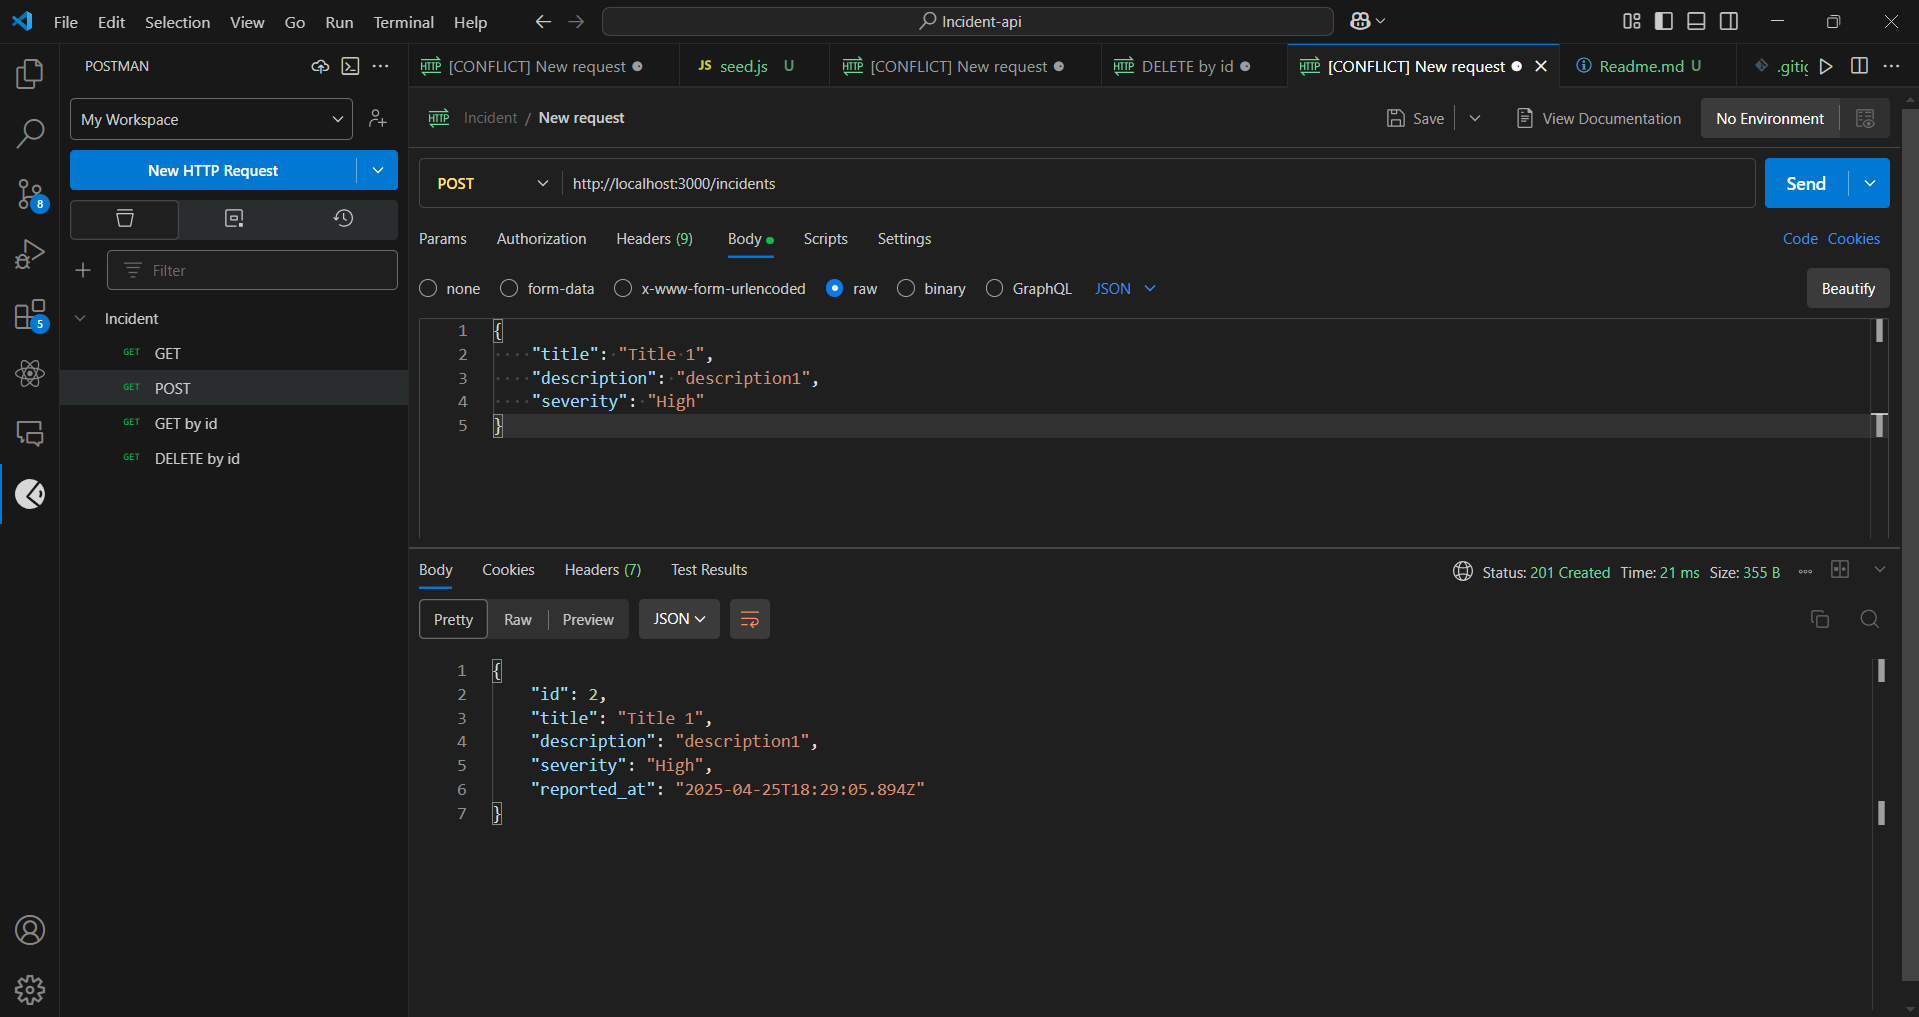 File Edit Selection View Go Run Terminal Help Incident-api
POSTMAN
[CONFLICT] New request seed.js U [CONFLICT] New request DELETE by id [CONFLICT] New request Readme.md U
HTTP Incident / New request Save View Documentation No Environment
My Workspace
New HTTP Request
POST http://localhost:3000/incidents Send
Params Authorization Headers (9) Body Scripts Settings Code Cookies
Filter
none form-data x-www-form-urlencoded raw binary GraphQL JSON Beautify
Incident
GET GET
GET POST
GET GET by id
GET DELETE by id
8
5
1 {
2 "title": "Title 1",
3 "description": "description1",
4 "severity": "High"
5 }
Body Cookies Headers (7) Test Results Status: 201 Created Time: 21 ms Size: 355 B
Pretty Raw Preview JSON
1 {
2 "id": 2,
3 "title": "Title 1",
4 "description": "description1",
5 "severity": "High",
6 "reported_at": "2025-04-25T18:29:05.894Z"
7 }